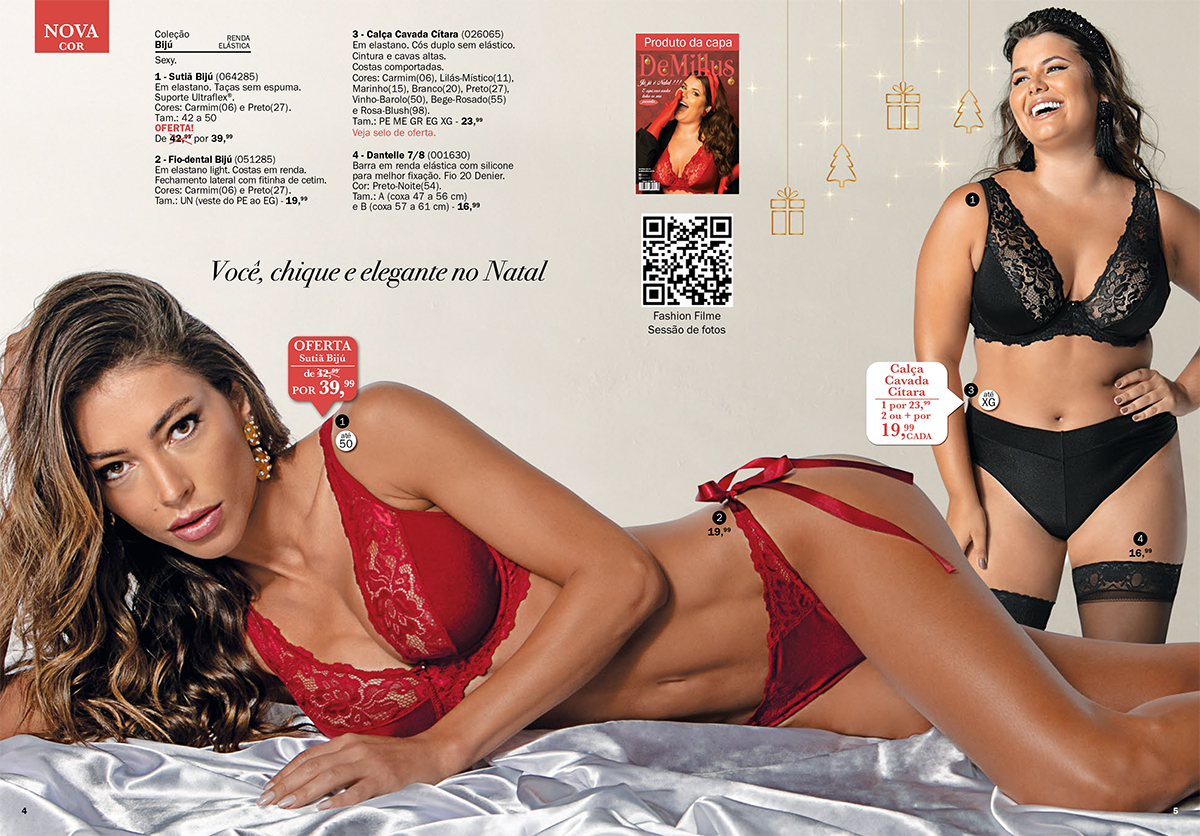 NOVA
COR
Coleção
Bijú
RENDA
ELÁSTICA
Sexy.
1 - Sutiã Bijú (064285)
Em elastano. Taças sem espuma.
Suporte Ultraflex®.
Cores: Carmim(06) e Preto(27).
Tam.: 42 a 50
OFERTA!
De 42,99 por 39,99
2 - Fio-dental Bijú (051285)
Em elastano light. Costas em renda.
Fechamento lateral com fitinha de cetim.
Cores: Carmim(06) e Preto(27).
Tam.: UN (veste do PE ao EG) - 19,99
3 - Calça Cavada Cítara (026065)
Em elastano. Cós duplo sem elástico.
Cintura e cavas altas.
Costas comportadas.
Cores: Carmim(06), Lilás-Místico(11),
Marinho(15), Branco(20), Preto(27),
Vinho-Barolo(50), Bege-Rosado(55)
e Rosa-Blush(98).
Tam.: PE ME GR EG XG - 23,99
Veja selo de oferta.
4 - Dantelle 7/8 (001630)
Barra em renda elástica com silicone
para melhor fixação. Fio 20 Denier.
Cor: Preto-Noite(54).
Tam.: A (coxa 47 a 56 cm)
e B (coxa 57 a 61 cm) - 16,99
Produto da capa
DeMillus
Já é Natal !!!
Fashion Filme
Sessão de fotos
Você, chique e elegante no Natal
OFERTA
Sutiã Bijú
de 42,99
POR 39,99
1
até
50
2
19,99
1
Calça
Cavada
Cítara
1 por 23,99
2 ou + por
19,99 CADA
3
até
XG
4
16,99
4
5